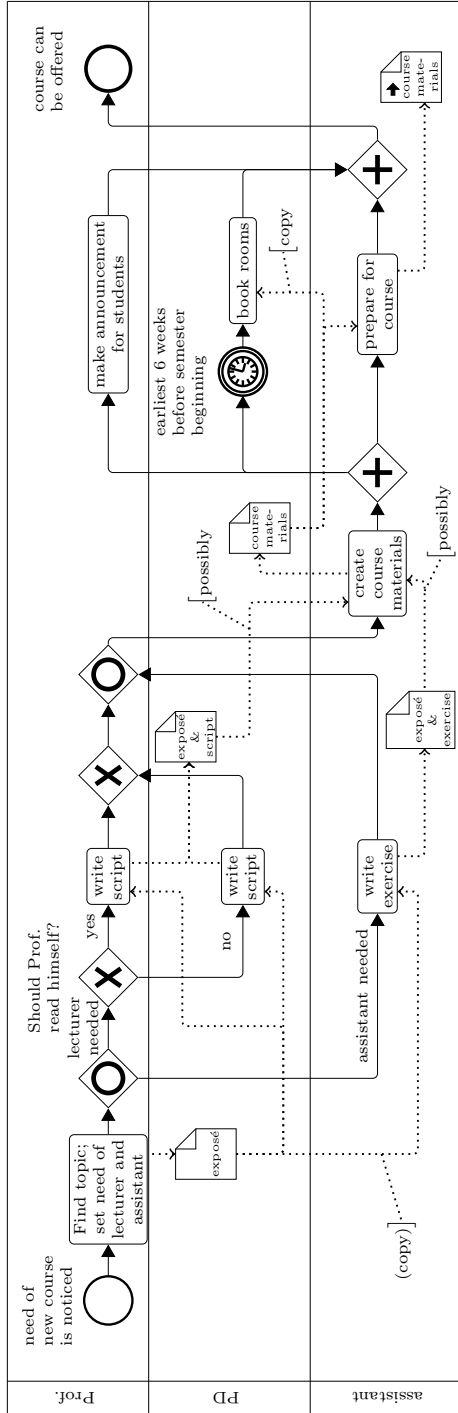 Prof.
PD
assistant
need of
new course
is noticed
Find topic;
set need of
lecturer and
assistant
exposé
(copy)
lecturer
needed
assistant needed
Should Prof.
read himself?
yes
no
write
script
write
script
write
exercise
exposé
&
script
exposé
&
exercise
possibly
possibly
create
course
materials
course
mate-
rials
earliest 6 weeks
before semester
beginning
make announcement
for students
book rooms
copy
prepare for
course
course
mate-
rials
course can
be offered